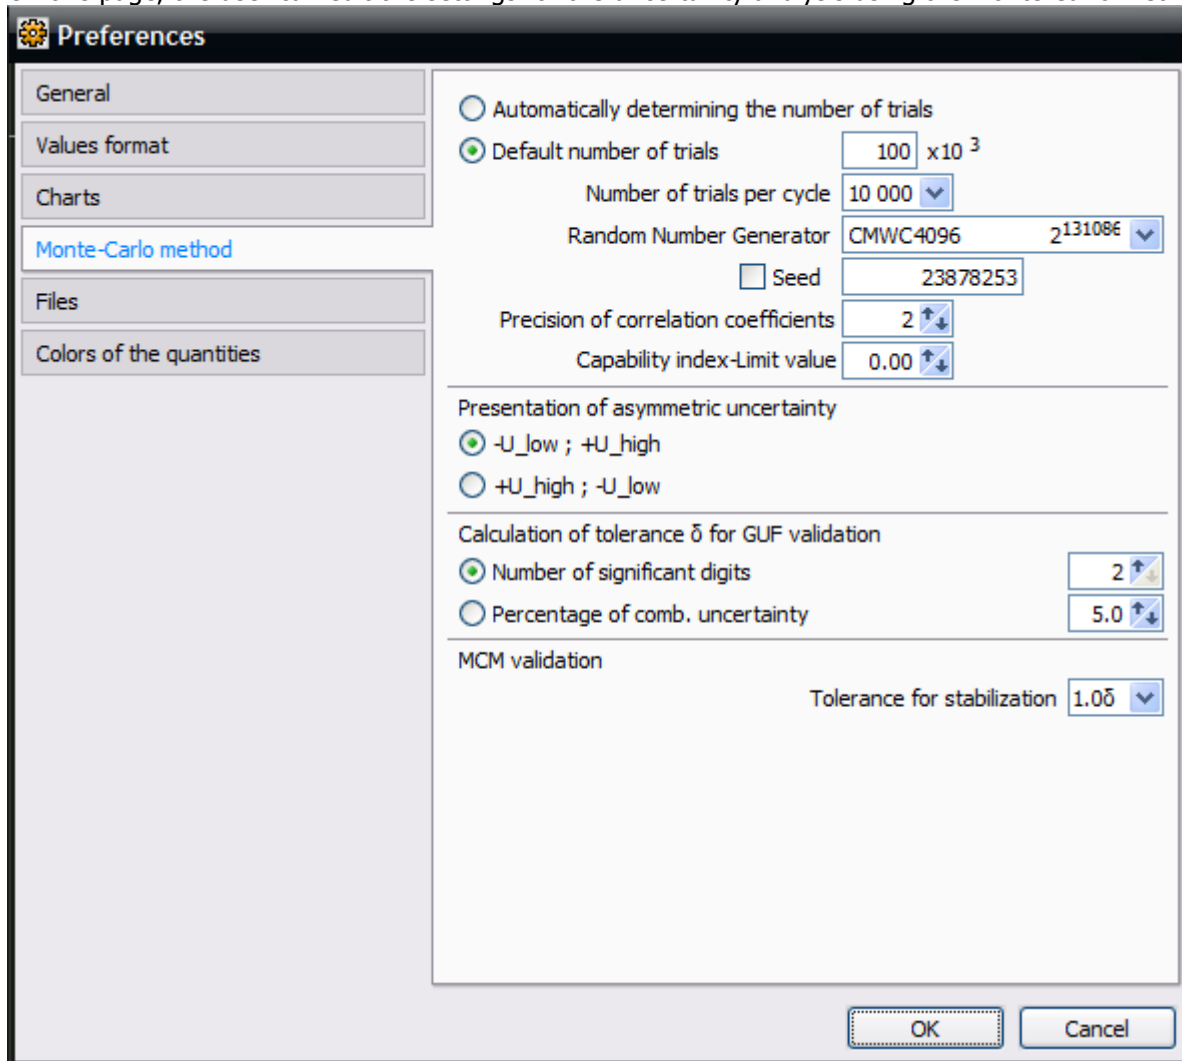 Preferences
General
Values format
Charts
Monte-Carlo method
Files
Colors of the quantities
Automatically determining the number of trials
Default number of trials 100 x10 3
Number of trials per cycle 10 000
Random Number Generator CMWC4096 2131086
Seed 23878253
Precision of correlation coefficients 2
Capability index-Limit value 0.00
Presentation of asymmetric uncertainty
-U_low ; +U_high
+U_high ; -U_low
Calculation of tolerance δ for GUF validation
Number of significant digits 2
Percentage of comb. uncertainty 5.0
MCM validation
Tolerance for stabilization 1.0δ
OK Cancel